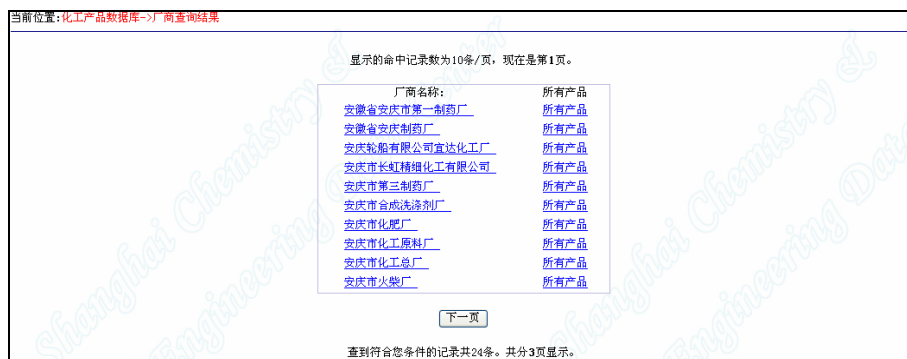 当前位置:化工产品数据库->厂商查询结果
显示的命中记录数为10条/页，现在是第1页。
厂商名称: 所有产品
安徽省安庆市第一制药厂 所有产品
安徽省安庆制药厂 所有产品
安庆轮船有限公司宜达化工厂 所有产品
安庆市长虹精细化工有限公司 所有产品
安庆市第三制药厂 所有产品
安庆市合成洗涤剂厂 所有产品
安庆市化肥厂 所有产品
安庆市化工原料厂 所有产品
安庆市化工总厂 所有产品
安庆市火柴厂 所有产品
下一页
查到符合您条件的记录共24条。共分3页显示。
Shanghai Chemistry &
Engineering Data Center
Shanghai Chemistry &
Engineering Data